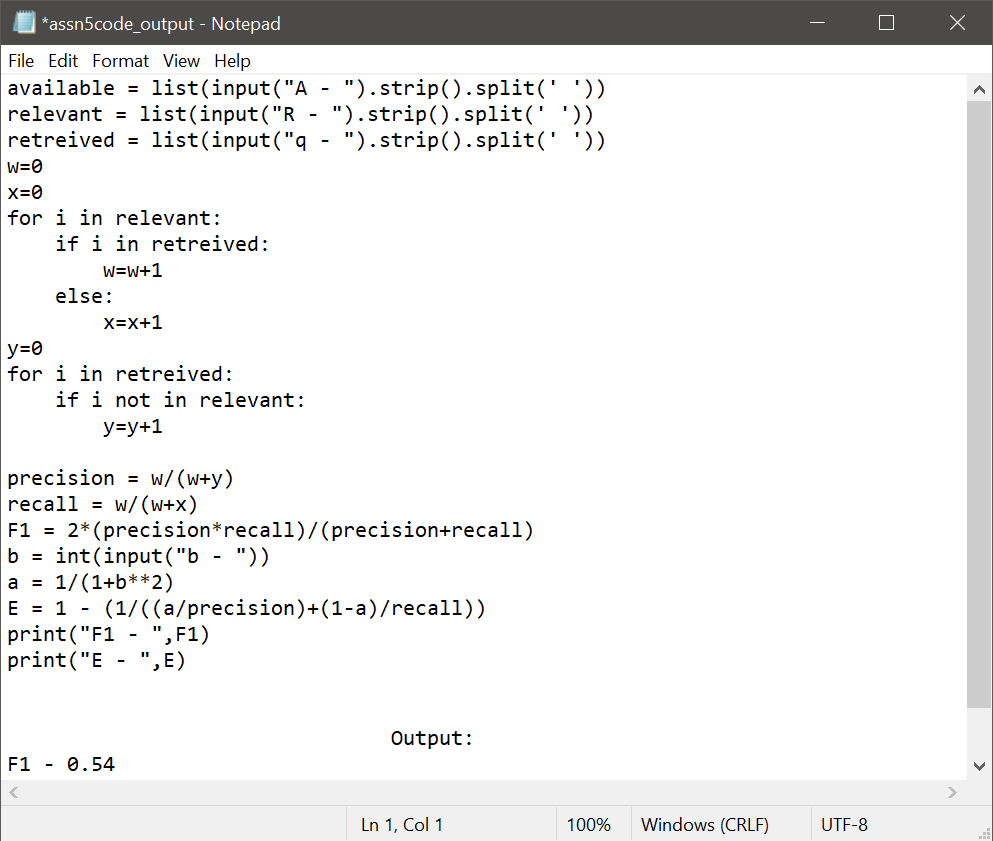 *assn5code_output - Notepad
File Edit Format View Help
available = list(input("A - ").strip().split(' '))
relevant = list(input("R - ").strip().split(' '))
retreived = list(input("q - ").strip().split(' '))
w=0
x=0
for i in relevant:
    if i in retreived:
        w=w+1
    else:
        x=x+1
y=0
for i in retreived:
    if i not in relevant:
        y=y+1

precision = w/(w+y)
recall = w/(w+x)
F1 = 2*(precision*recall)/(precision+recall)
b = int(input("b - "))
a = 1/(1+b**2)
E = 1 - (1/((a/precision)+(1-a)/recall))
print("F1 - ",F1)
print("E - ",E)

Output:
F1 - 0.54
Ln 1, Col 1 100% Windows (CRLF) UTF-8